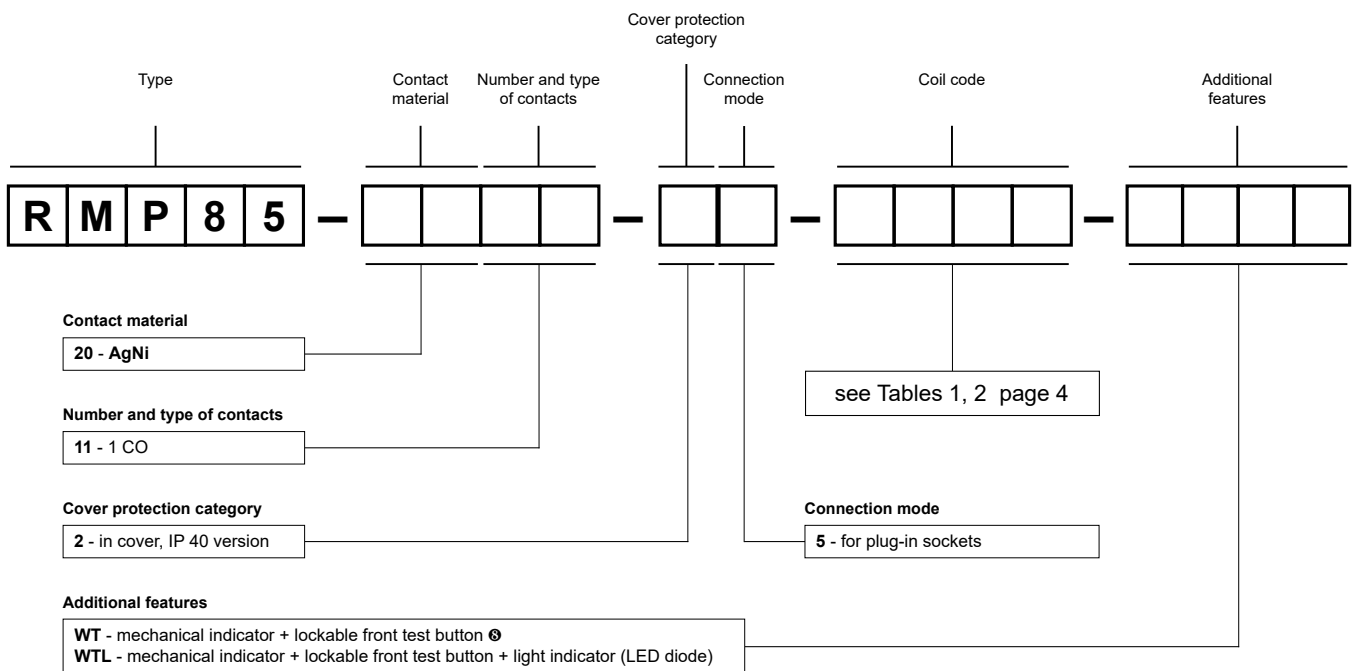 Cover protection
category
Type
Contact
material
Number and type
of contacts
Connection
mode
Coil code
Additional
features
R M P 8 5 – – – –
Contact material
20 - AgNi
see Tables 1, 2 page 4
Number and type of contacts
11 - 1 CO
Cover protection category
2 - in cover, IP 40 version
Connection mode
5 - for plug-in sockets
Additional features
WT - mechanical indicator + lockable front test button ❽
WTL - mechanical indicator + lockable front test button + light indicator (LED diode)